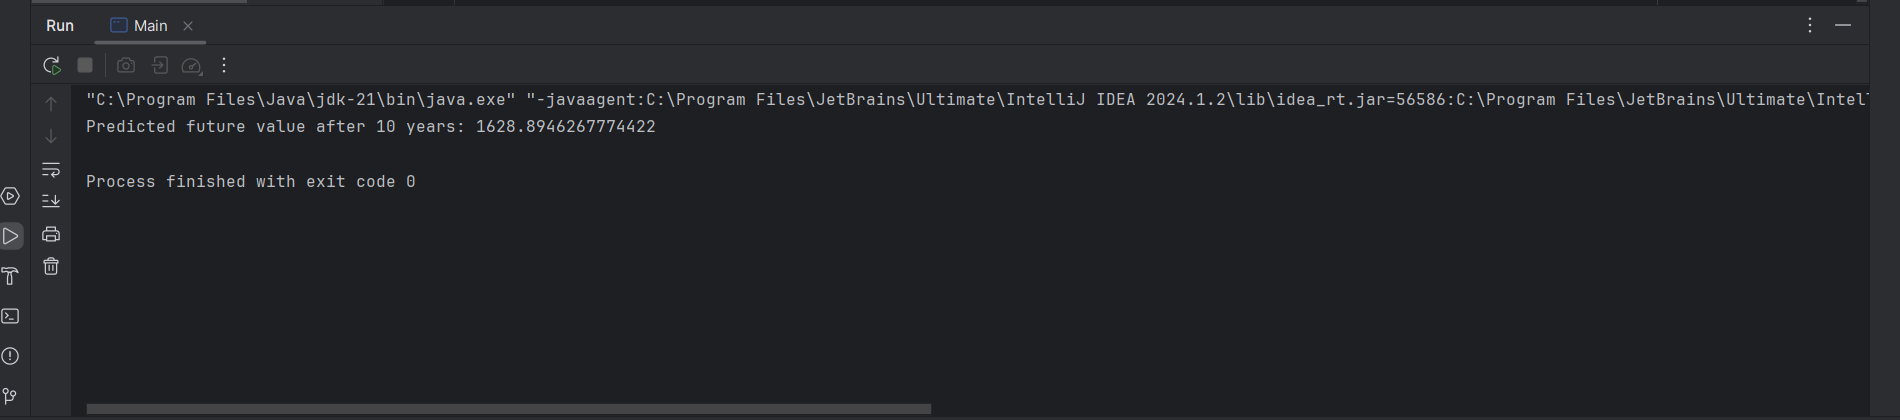 Run Main
"C:\Program Files\Java\jdk-21\bin\java.exe" "-javaagent:C:\Program Files\JetBrains\Ultimate\IntelliJ IDEA 2024.1.2\lib\idea_rt.jar=56586:C:\Program Files\JetBrains\Ultimate\Intel
Predicted future value after 10 years: 1628.8946267774422
Process finished with exit code 0